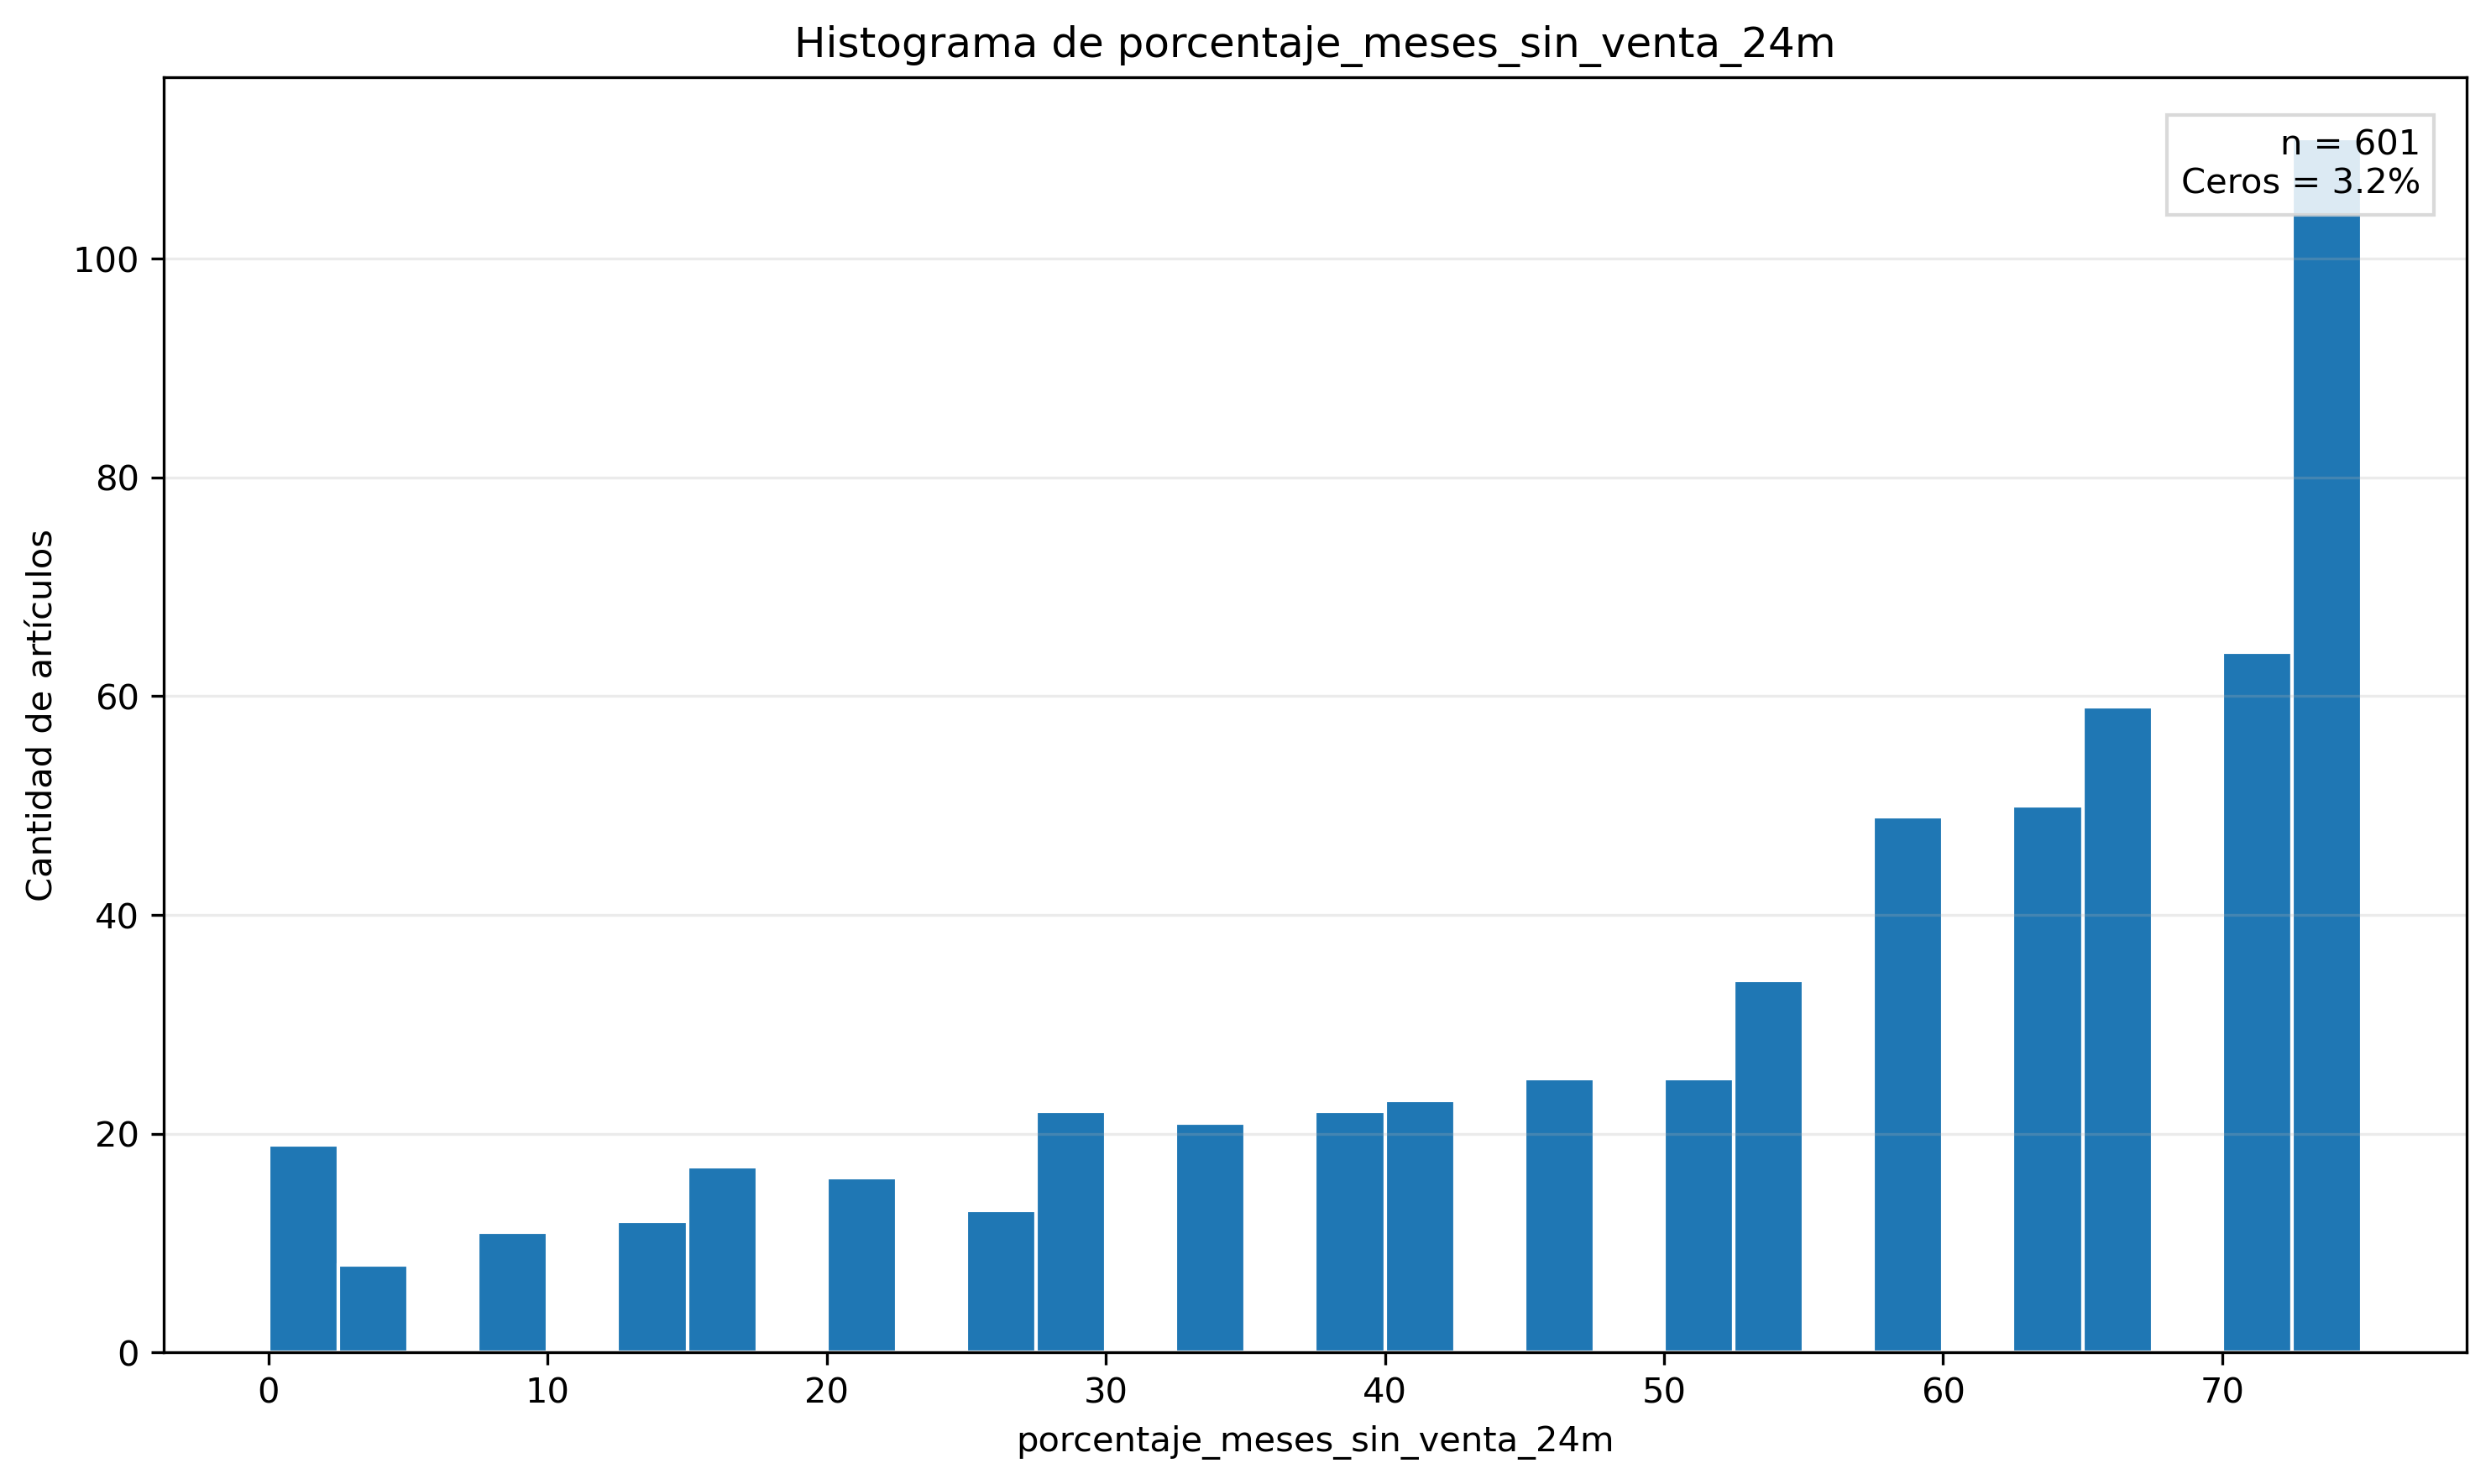 Histograma de porcentaje_meses_sin_venta_24m
n = 601
Ceros = 3.2%
Cantidad de artículos
100
80
60
40
20
0
0 10 20 30 40 50 60 70
porcentaje_meses_sin_venta_24m